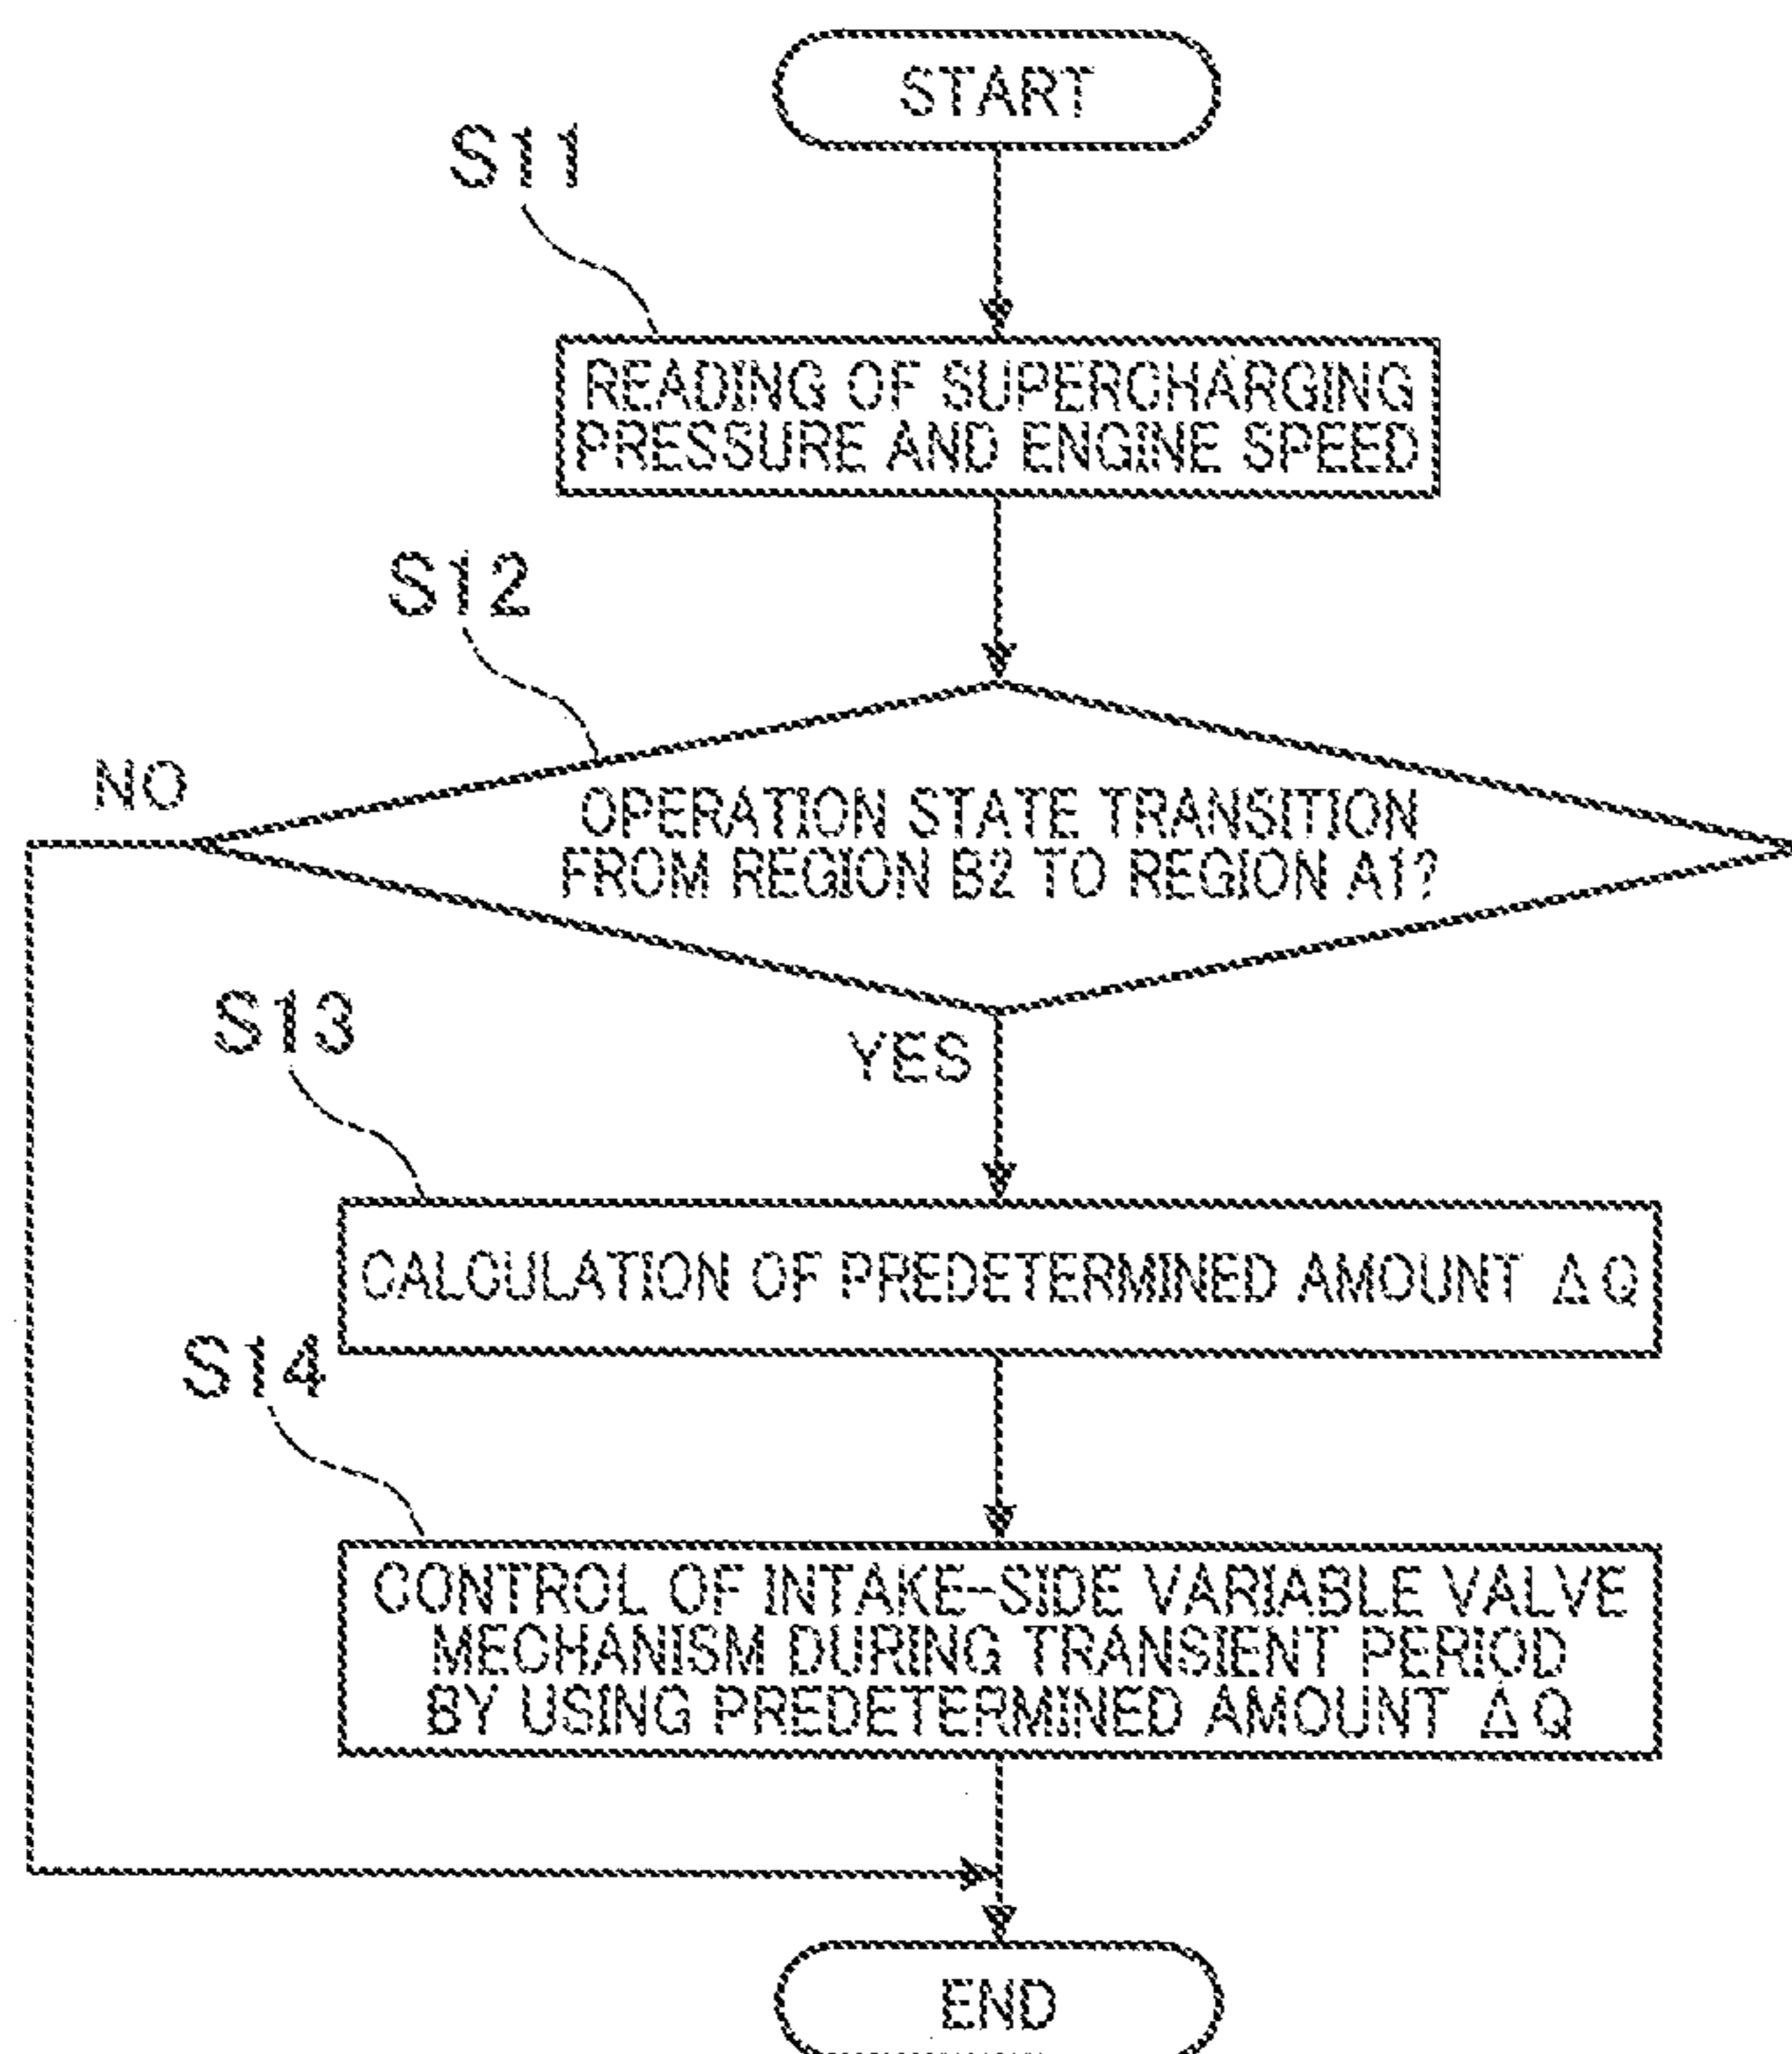 START
S11
READING OF SUPERCHARGING
PRESSURE AND ENGINE SPEED
S12
NO
OPERATION STATE TRANSITION
FROM REGION B2 TO REGION A1?
YES
S13
CALCULATION OF PREDETERMINED AMOUNT ΔQ
S14
CONTROL OF INTAKE-SIDE VARIABLE VALVE
MECHANISM DURING TRANSIENT PERIOD
BY USING PREDETERMINED AMOUNT ΔQ
END